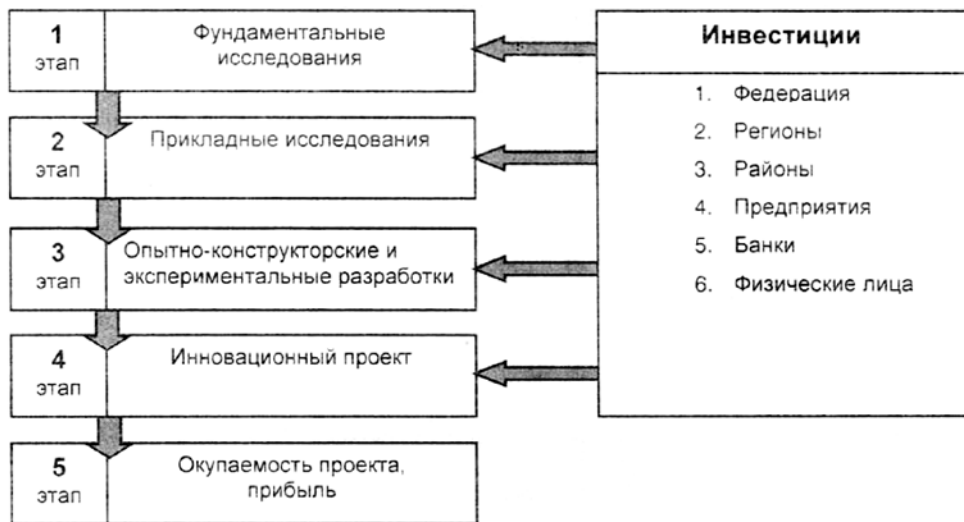 1
этап
Фундаментальные
исследования
2
этап
Прикладные исследования
3
этап
Опытно-конструкторские и
экспериментальные разработки
4
этап
Инновационный проект
5
этап
Окупаемость проекта,
прибыль
Инвестиции
1. Федерация
2. Регионы
3. Районы
4. Предприятия
5. Банки
6. Физические лица